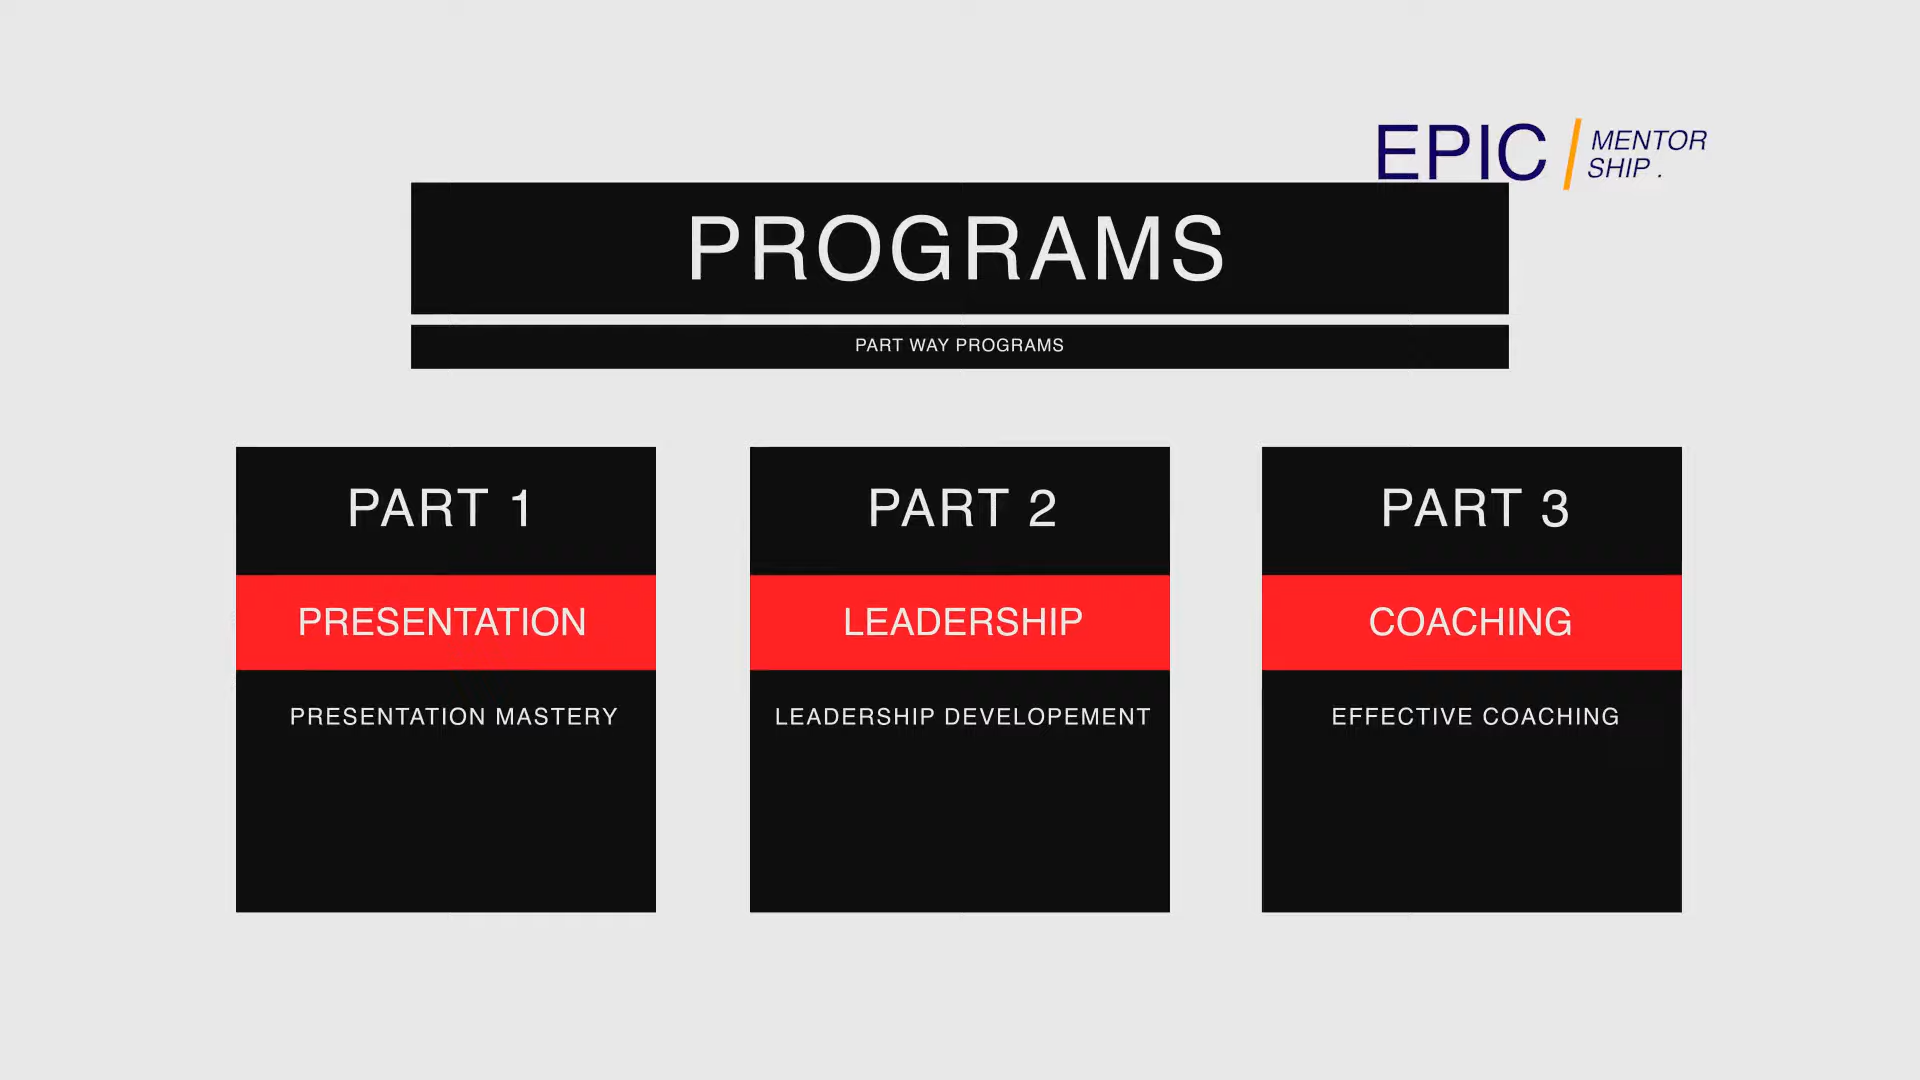 EPIC
MENTOR
SHIP .
PROGRAMS
PART WAY PROGRAMS
PART 1
PRESENTATION
PRESENTATION MASTERY
PART 2
LEADERSHIP
LEADERSHIP DEVELOPEMENT
PART 3
COACHING
EFFECTIVE COACHING